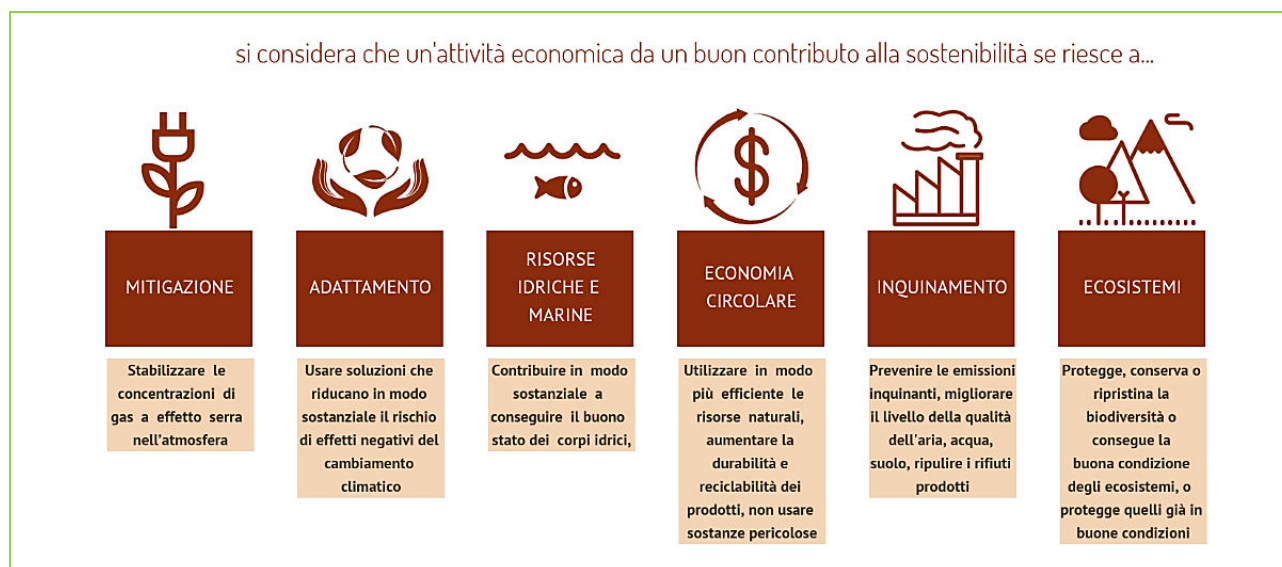 si considera che un'attività economica da un buon contributo alla sostenibilità se riesce a...
MITIGAZIONE
Stabilizzare le
concentrazioni di
gas a effetto serra
nell'atmosfera
ADATTAMENTO
Usare soluzioni che
riducano in modo
sostanziale il rischio
di effetti negativi del
cambiamento
climatico
RISORSE
IDRICHE E
MARINE
Contribuire in modo
sostanziale a
conseguire il buono
stato dei corpi idrici,
ECONOMIA
CIRCOLARE
Utilizzare in modo
più efficiente le
risorse naturali,
aumentare la
durabilità e
reciclabilità dei
prodotti, non usare
sostanze pericolose
INQUINAMENTO
Prevenire le emissioni
inquinanti, migliorare
il livello della qualità
dell'aria, acqua,
suolo, ripulire i rifiuti
prodotti
ECOSISTEMI
Protegge, conserva o
ripristina la
biodiversità o
consegue la
buona condizione
degli ecosistemi, o
protegge quelli già in
buone condizioni